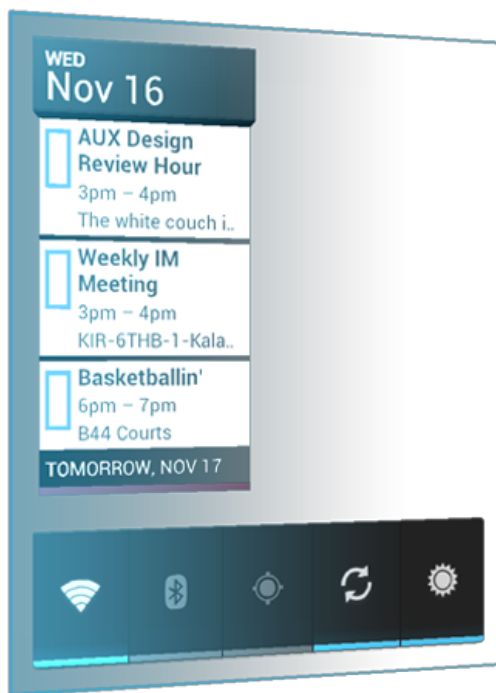 WED
Nov 16
AUX Design
Review Hour
3pm – 4pm
The white couch i..
Weekly IM
Meeting
3pm – 4pm
KIR-6THB-1-Kala..
Basketballin'
6pm – 7pm
B44 Courts
TOMORROW, NOV 17